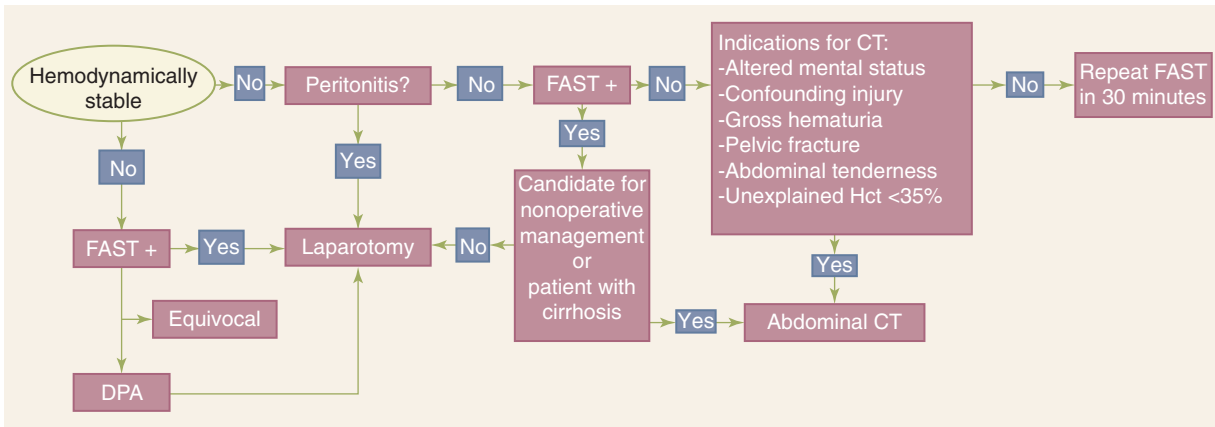 Hemodynamically
stable
No
Peritonitis?
No
FAST +
No
Indications for CT:
-Altered mental status
-Confounding injury
-Gross hematuria
-Pelvic fracture
-Abdominal tenderness
-Unexplained Hct <35%
No
Repeat FAST
in 30 minutes
No
Yes
Yes
Candidate for
nonoperative
management
or
patient with
cirrhosis
FAST +
Yes
Laparotomy
No
Yes
Equivocal
Yes
Abdominal CT
DPA